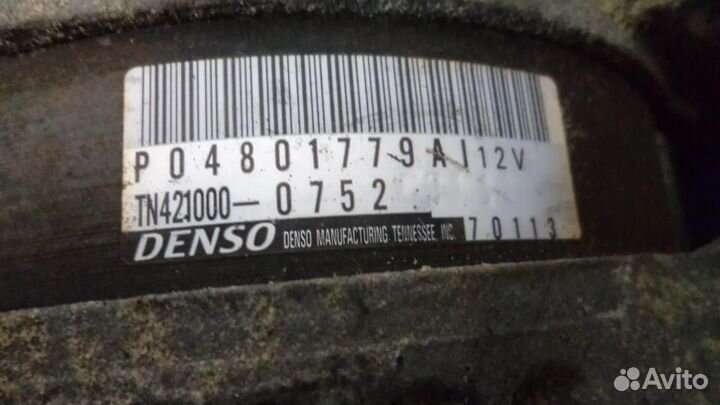 P04801779AI 12V
TN421000-0752
DENSO DENSO MANUFACTURING TENNESSEE, INC. 70113
Avito